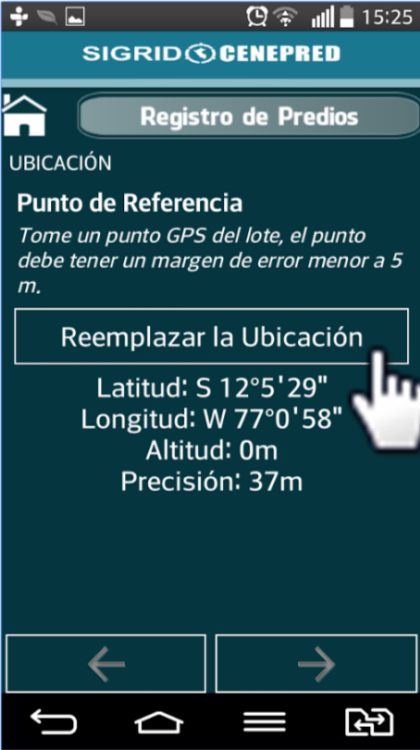 15:25
SIGRID CENEPRED
Registro de Predios
UBICACIÓN
Punto de Referencia
Tome un punto GPS del lote, el punto
debe tener un margen de error menor a 5
m.
Reemplazar la Ubicación
Latitud: S 12°5'29"
Longitud: W 77°0'58"
Altitud: 0m
Precisión: 37m